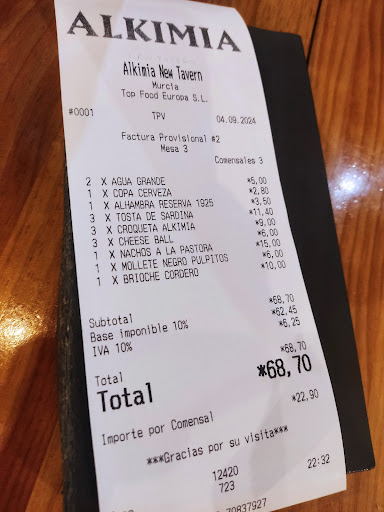 ALKIMIA
Alkimia New Tavern
Murcia
Top Food Europa S.L.
#0001 TPV 04.09.2024
Factura Provisional #2
Mesa 3
Comensales 3
2 X AGUA GRANDE *5,00
1 X COPA CERVEZA *2,80
1 X ALHAMBRA RESERVA 1925 *3,50
3 X TOSTA DE SARDINA *11,40
3 X CROQUETA ALKIMIA *9,00
3 X CHEESE BALL *6,00
1 X NACHOS A LA PASTORA *15,00
1 X MOLLETE NEGRO PULPITOS *6,00
1 X BRIOCHE CORDERO *10,00
Subtotal *68,70
Base imponible 10% *62,45
IVA 10% *6,25
Total *68,70
Total *68,70
Importe por Comensal *22,90
***Gracias por su visita***
12420 22:32
723
70837927